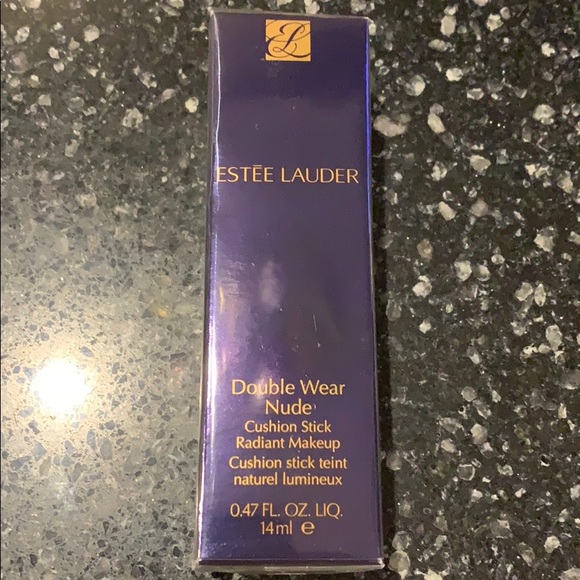 EL
ESTĒE LAUDER
Double Wear
Nude
Cushion Stick
Radiant Makeup
Cushion stick teint
naturel lumineux
0.47 FL. OZ. LIQ.
14ml ℮